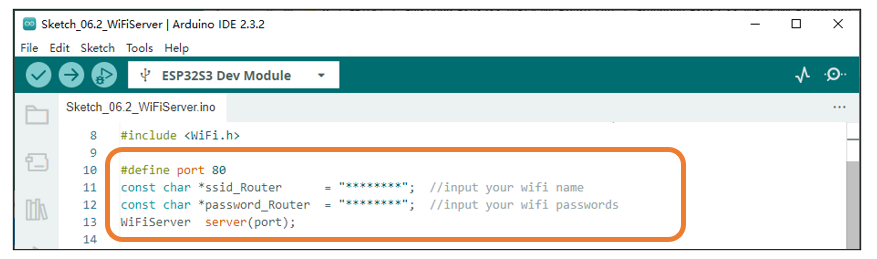 Sketch_06.2_WiFiServer | Arduino IDE 2.3.2
File Edit Sketch Tools Help
ESP32S3 Dev Module
Sketch_06.2_WiFiServer.ino
8 #include <WiFi.h>
9
10 #define port 80
11 const char *ssid_Router = "********"; //input your wifi name
12 const char *password_Router = "********"; //input your wifi passwords
13 WiFiServer server(port);
14